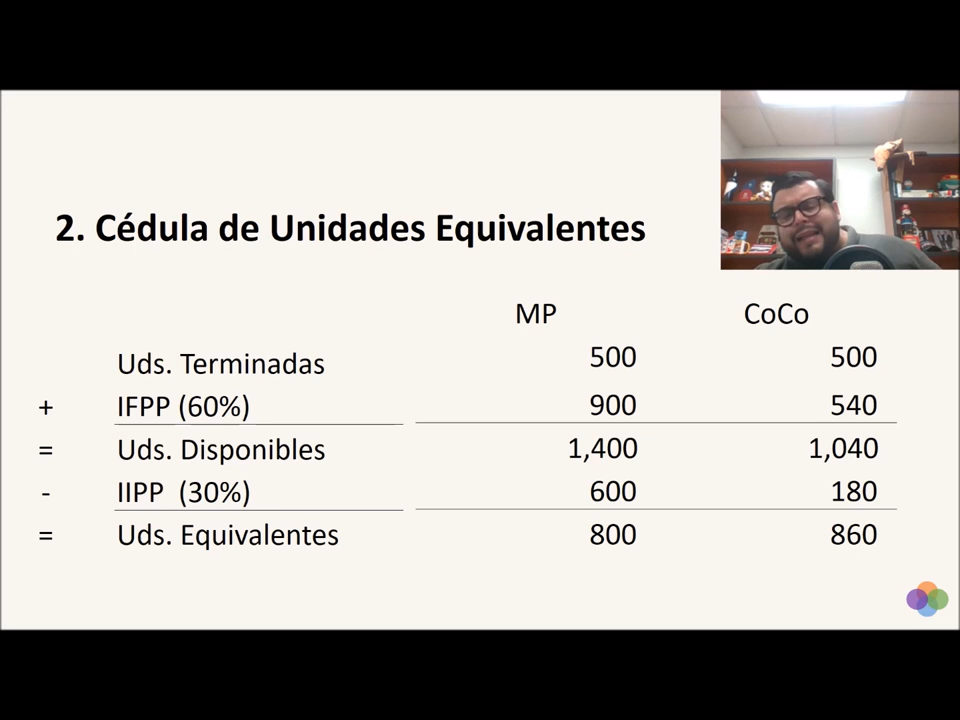 2. Cédula de Unidades Equivalentes
MP CoCo
Uds. Terminadas 500 500
+ IFPP (60%) 900 540
= Uds. Disponibles 1,400 1,040
- IIPP (30%) 600 180
= Uds. Equivalentes 800 860